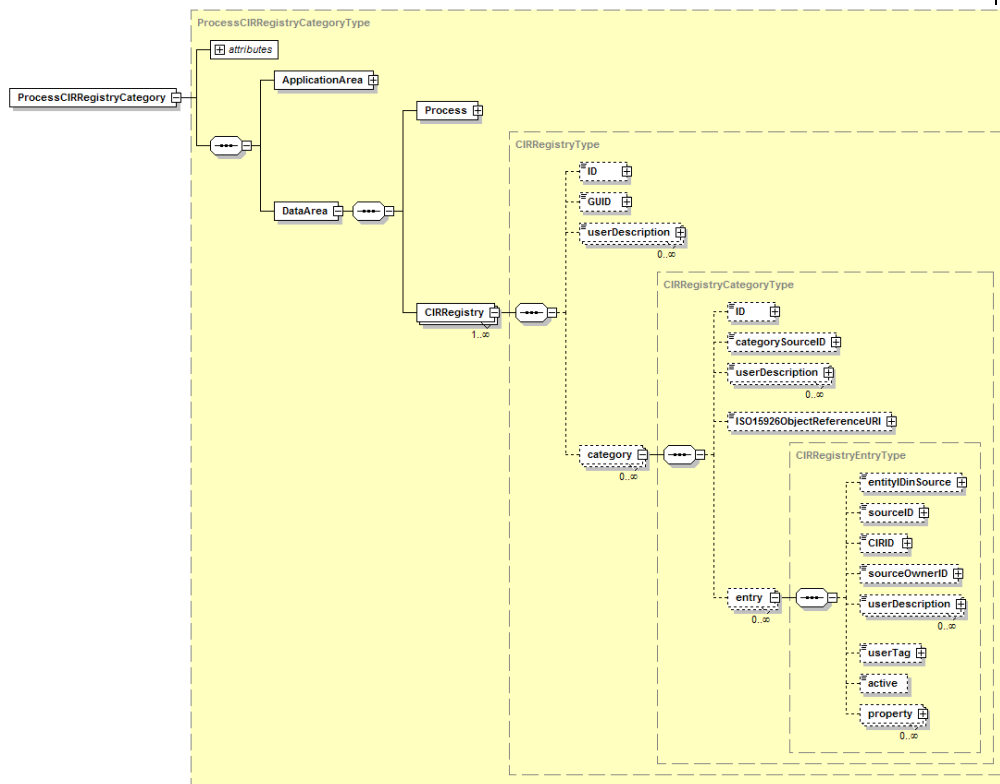 ProcessCIRRegistryCategoryType
attributes
ProcessCIRRegistryCategory
ApplicationArea
DataArea
Process
CIRRegistryType
ID
GUID
userDescription
0..∞
CIRRegistry
1..∞
CIRRegistryCategoryType
ID
categorySourceID
userDescription
0..∞
ISO15926ObjectReferenceURI
category
0..∞
CIRRegistryEntryType
entityIDinSource
sourceID
CIRID
sourceOwnerID
entry
0..∞
userDescription
0..∞
userTag
active
property
0..∞